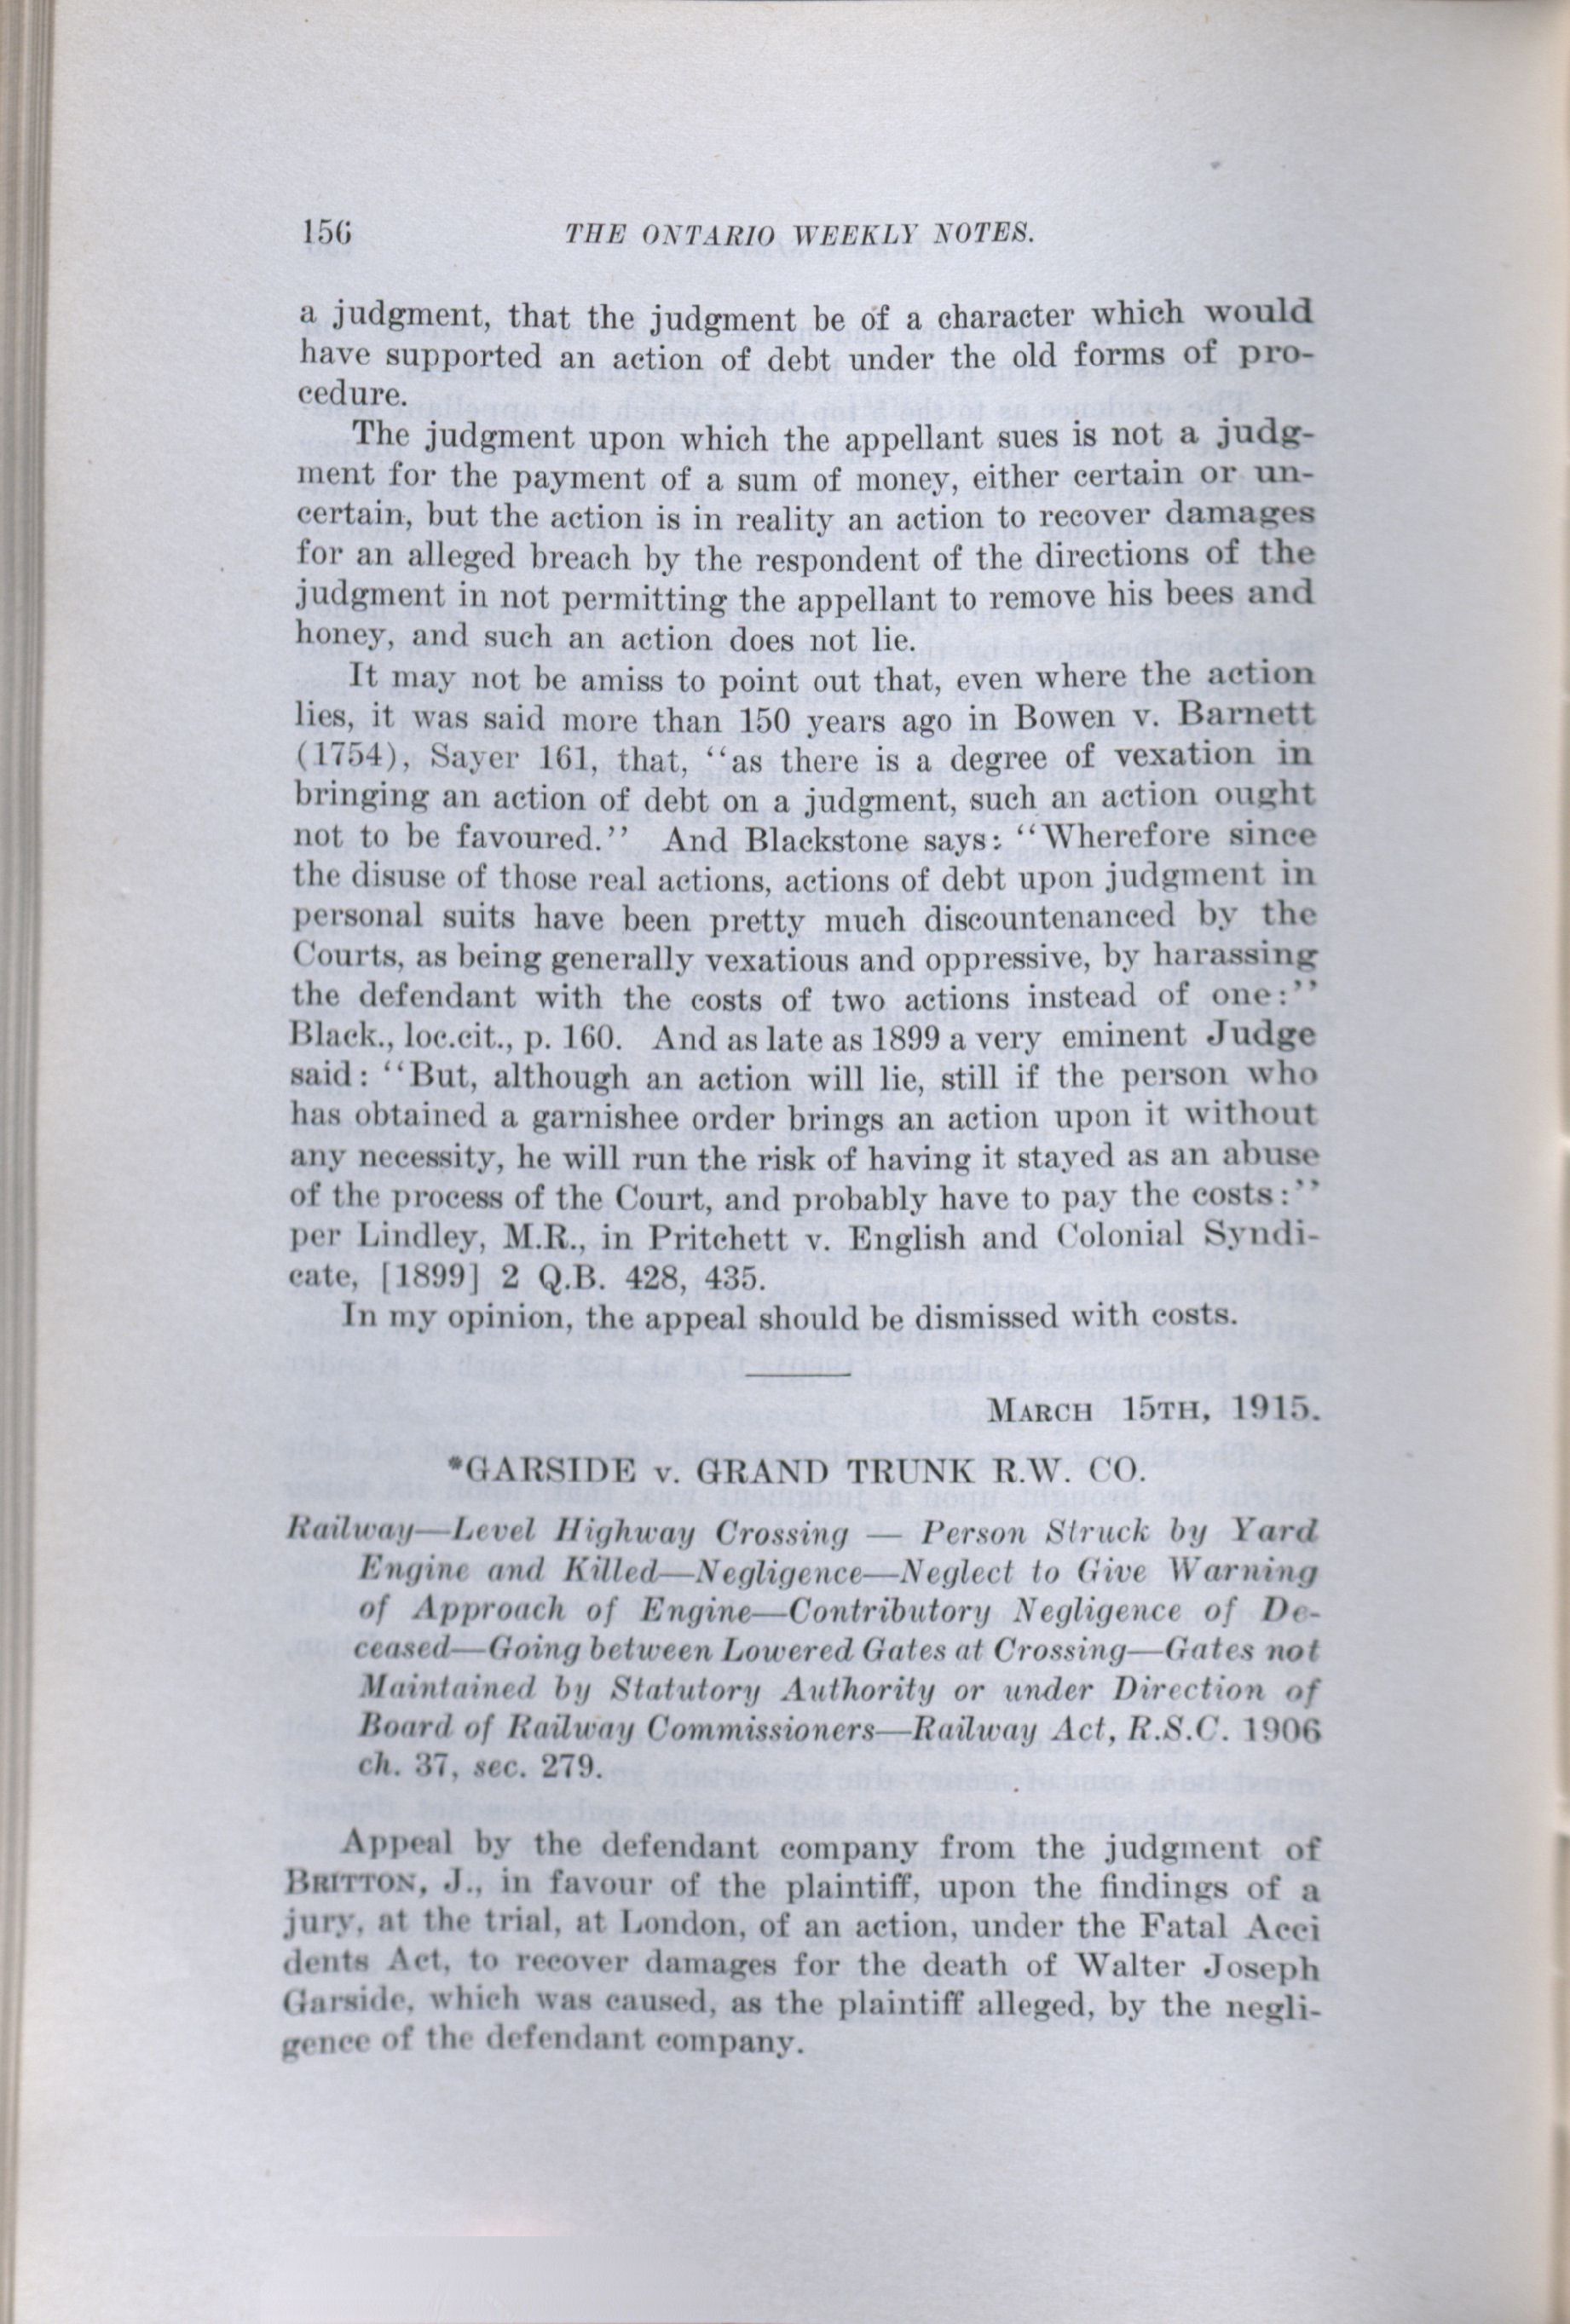 156 THE ONTARIO WEEKLY NOTES.
a judgment, that the judgment be of a character which would
have supported an action of debt under the old forms of pro-
cedure.
The judgment upon which the appellant sues is not a judg-
ment for the payment of a sum of money, either certain or un-
certain, but the action is in reality an action to recover damages
for an alleged breach by the respondent of the directions of the
judgment in not permitting the appellant to remove his bees and
honey, and such an action does not lie.
It may not be amiss to point out that, even where the action
lies, it was said more than 150 years ago in Bowen v. Barnett
(1754), Sayer 161, that, "as there is a degree of vexation in
bringing an action of debt on a judgment, such an action ought
not to be favoured." And Blackstone says: "Wherefore since
the disuse of those real actions, actions of debt upon judgment in
personal suits have been pretty much discountenanced by the
Courts, as being generally vexatious and oppressive, by harassing
the defendant with the costs of two actions instead of one:"
Black., loc.cit., p. 160. And as late as 1899 a very eminent Judge
said: "But, although an action will lie, still if the person who
has obtained a garnishee order brings an action upon it without
any necessity, he will run the risk of having it stayed as an abuse
of the process of the Court, and probably have to pay the costs:"
per Lindley, M.R., in Pritchett v. English and Colonial Syndi-
cate, [1899] 2 Q.B. 428, 435.
In my opinion, the appeal should be dismissed with costs.
MARCH 15TH, 1915.
*GARSIDE v. GRAND TRUNK R.W. CO.
Railway—Level Highway Crossing — Person Struck by Yard
Engine and Killed—Negligence—Neglect to Give Warning
of Approach of Engine—Contributory Negligence of De-
ceased—Going between Lowered Gates at Crossing—Gates not
Maintained by Statutory Authority or under Direction of
Board of Railway Commissioners—Railway Act, R.S.C. 1906
ch. 37, sec. 279.
Appeal by the defendant company from the judgment of
BRITTON, J., in favour of the plaintiff, upon the findings of a
jury, at the trial, at London, of an action, under the Fatal Acci
dents Act, to recover damages for the death of Walter Joseph
Garside, which was caused, as the plaintiff alleged, by the negli-
gence of the defendant company.